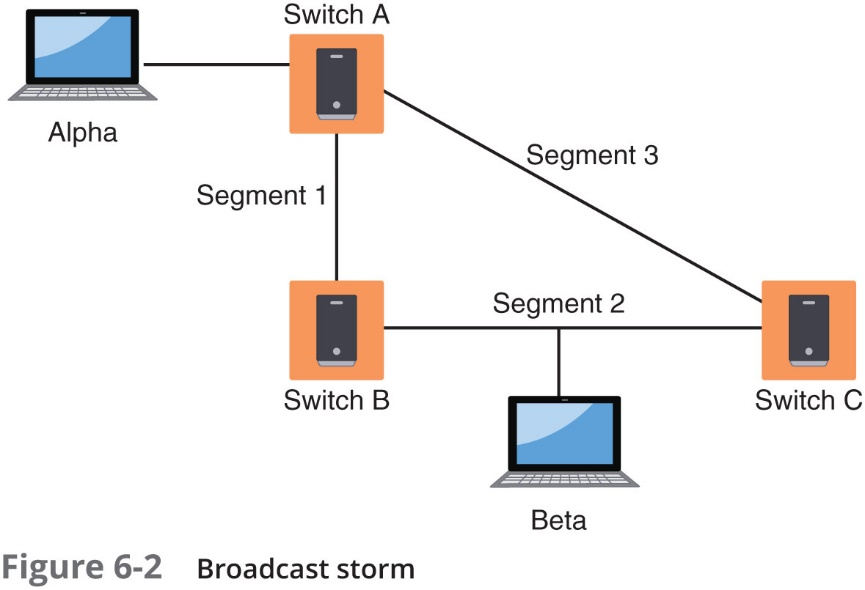 Switch A
Alpha
Segment 3
Segment 1
Segment 2
Switch B
Switch C
Beta
Figure 6-2 Broadcast storm